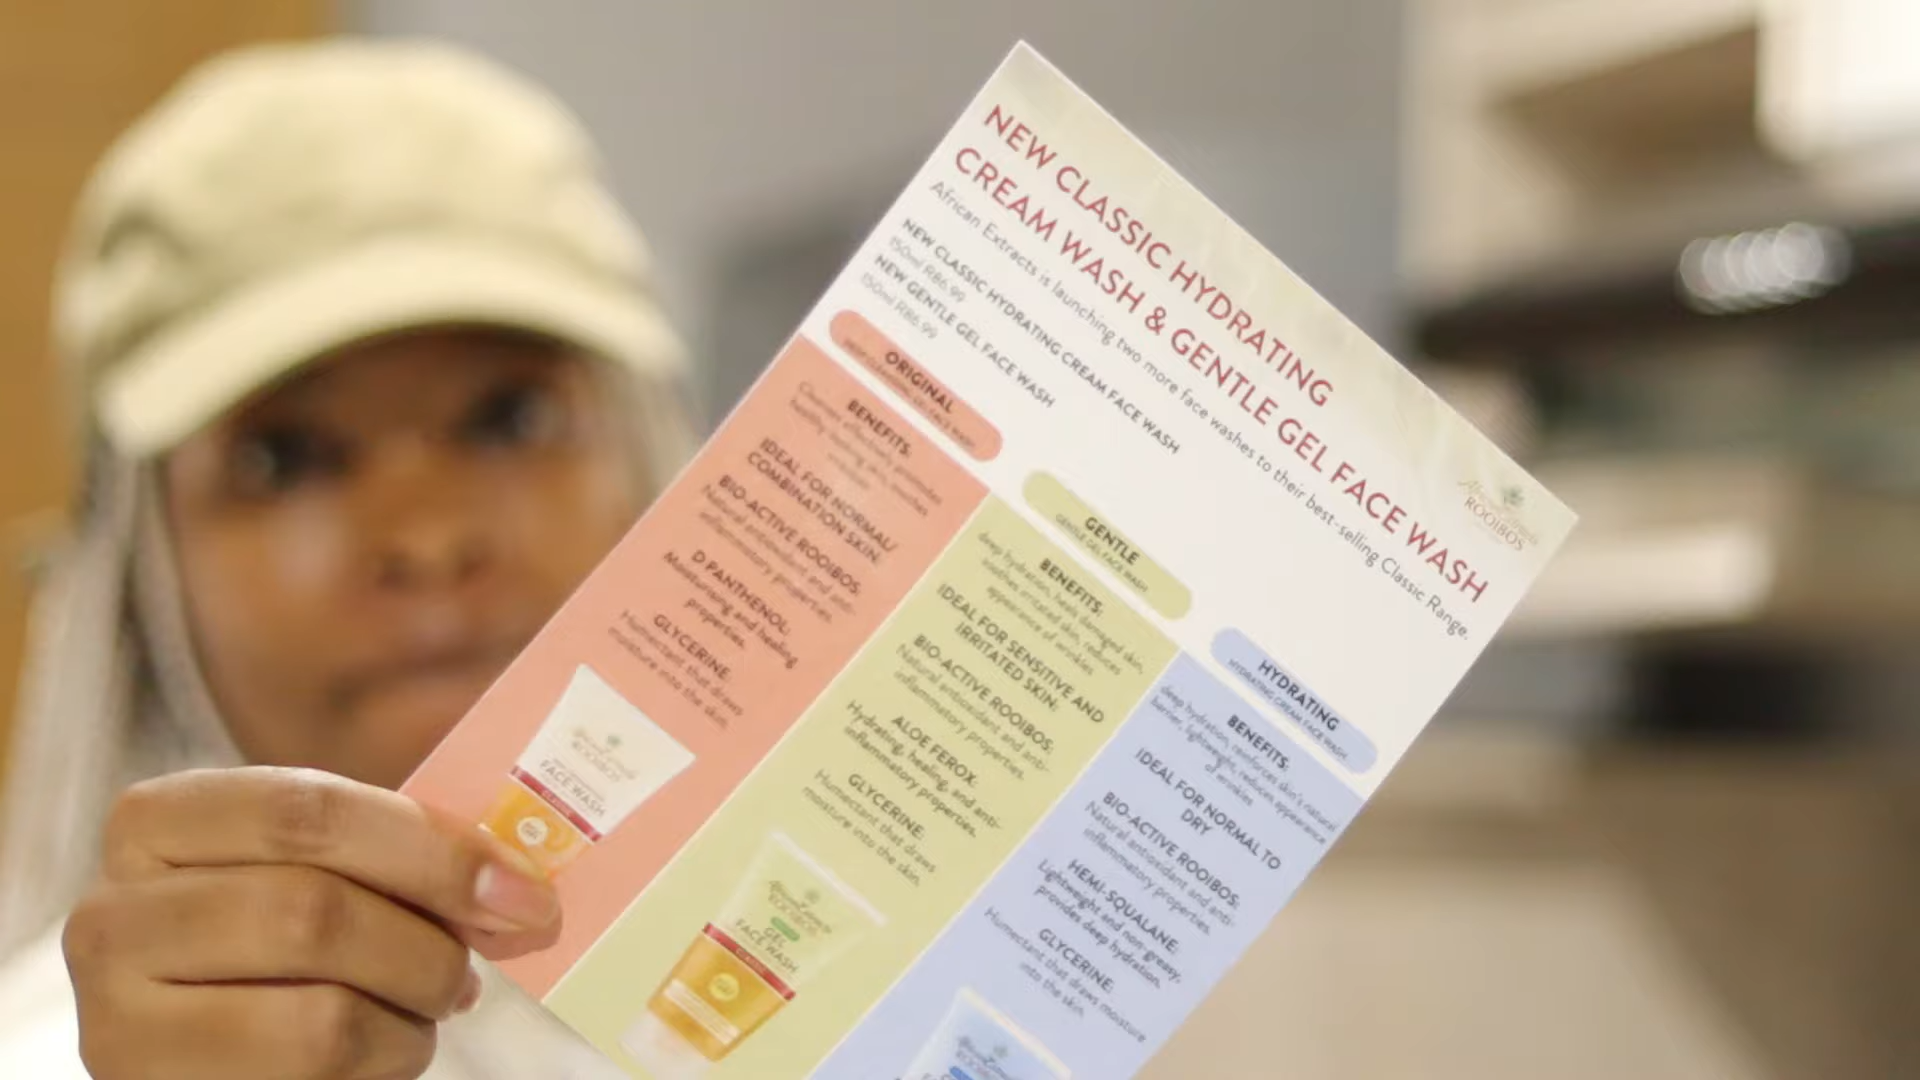 NEW CLASSIC HYDRATING
CREAM WASH & GENTLE GEL FACE WASH
African Extracts is launching two more face washes to their best-selling Classic Range.
NEW CLASSIC HYDRATING CREAM FACE WASH
150ml R86.99
NEW GENTLE GEL FACE WASH
150ml R86.99
ORIGINAL
BENEFITS:
IDEAL FOR NORMAL/
COMBINATION SKIN.
BIO-ACTIVE ROOIBOS:
Natural antioxidant and anti-
inflammatory properties.
D PANTHENOL:
Moisturising and healing
properties.
GLYCERINE:
Humectant that draws
moisture into the skin.
ROOIBOS
FACE WASH
CLASSIC
GENTLE
GENTLE GEL FACE WASH
BENEFITS:
deep hydration, heals damaged skin,
soothes irritated skin, reduces
appearance of wrinkles.
IDEAL FOR SENSITIVE AND
IRRITATED SKIN:
BIO-ACTIVE ROOIBOS:
Natural antioxidant and anti-
inflammatory properties.
ALOE FEROX:
Hydrating, healing, and anti-
inflammatory properties.
GLYCERINE:
Humectant that draws
moisture into the skin.
ROOIBOS
GEL
FACE WASH
CLASSIC
HYDRATING
HYDRATING CREAM FACE WASH
BENEFITS:
deep hydration, reinforces skin's natural
barrier, lightweight, reduces appearance
of wrinkles.
IDEAL FOR NORMAL TO
DRY
BIO-ACTIVE ROOIBOS:
Natural antioxidant and anti-
inflammatory properties.
HEMI-SQUALANE:
Lightweight and non-greasy,
provides deep hydration.
GLYCERINE:
Humectant that draws moisture
into the skin.
ROOIBOS
African Extracts
ROOIBOS